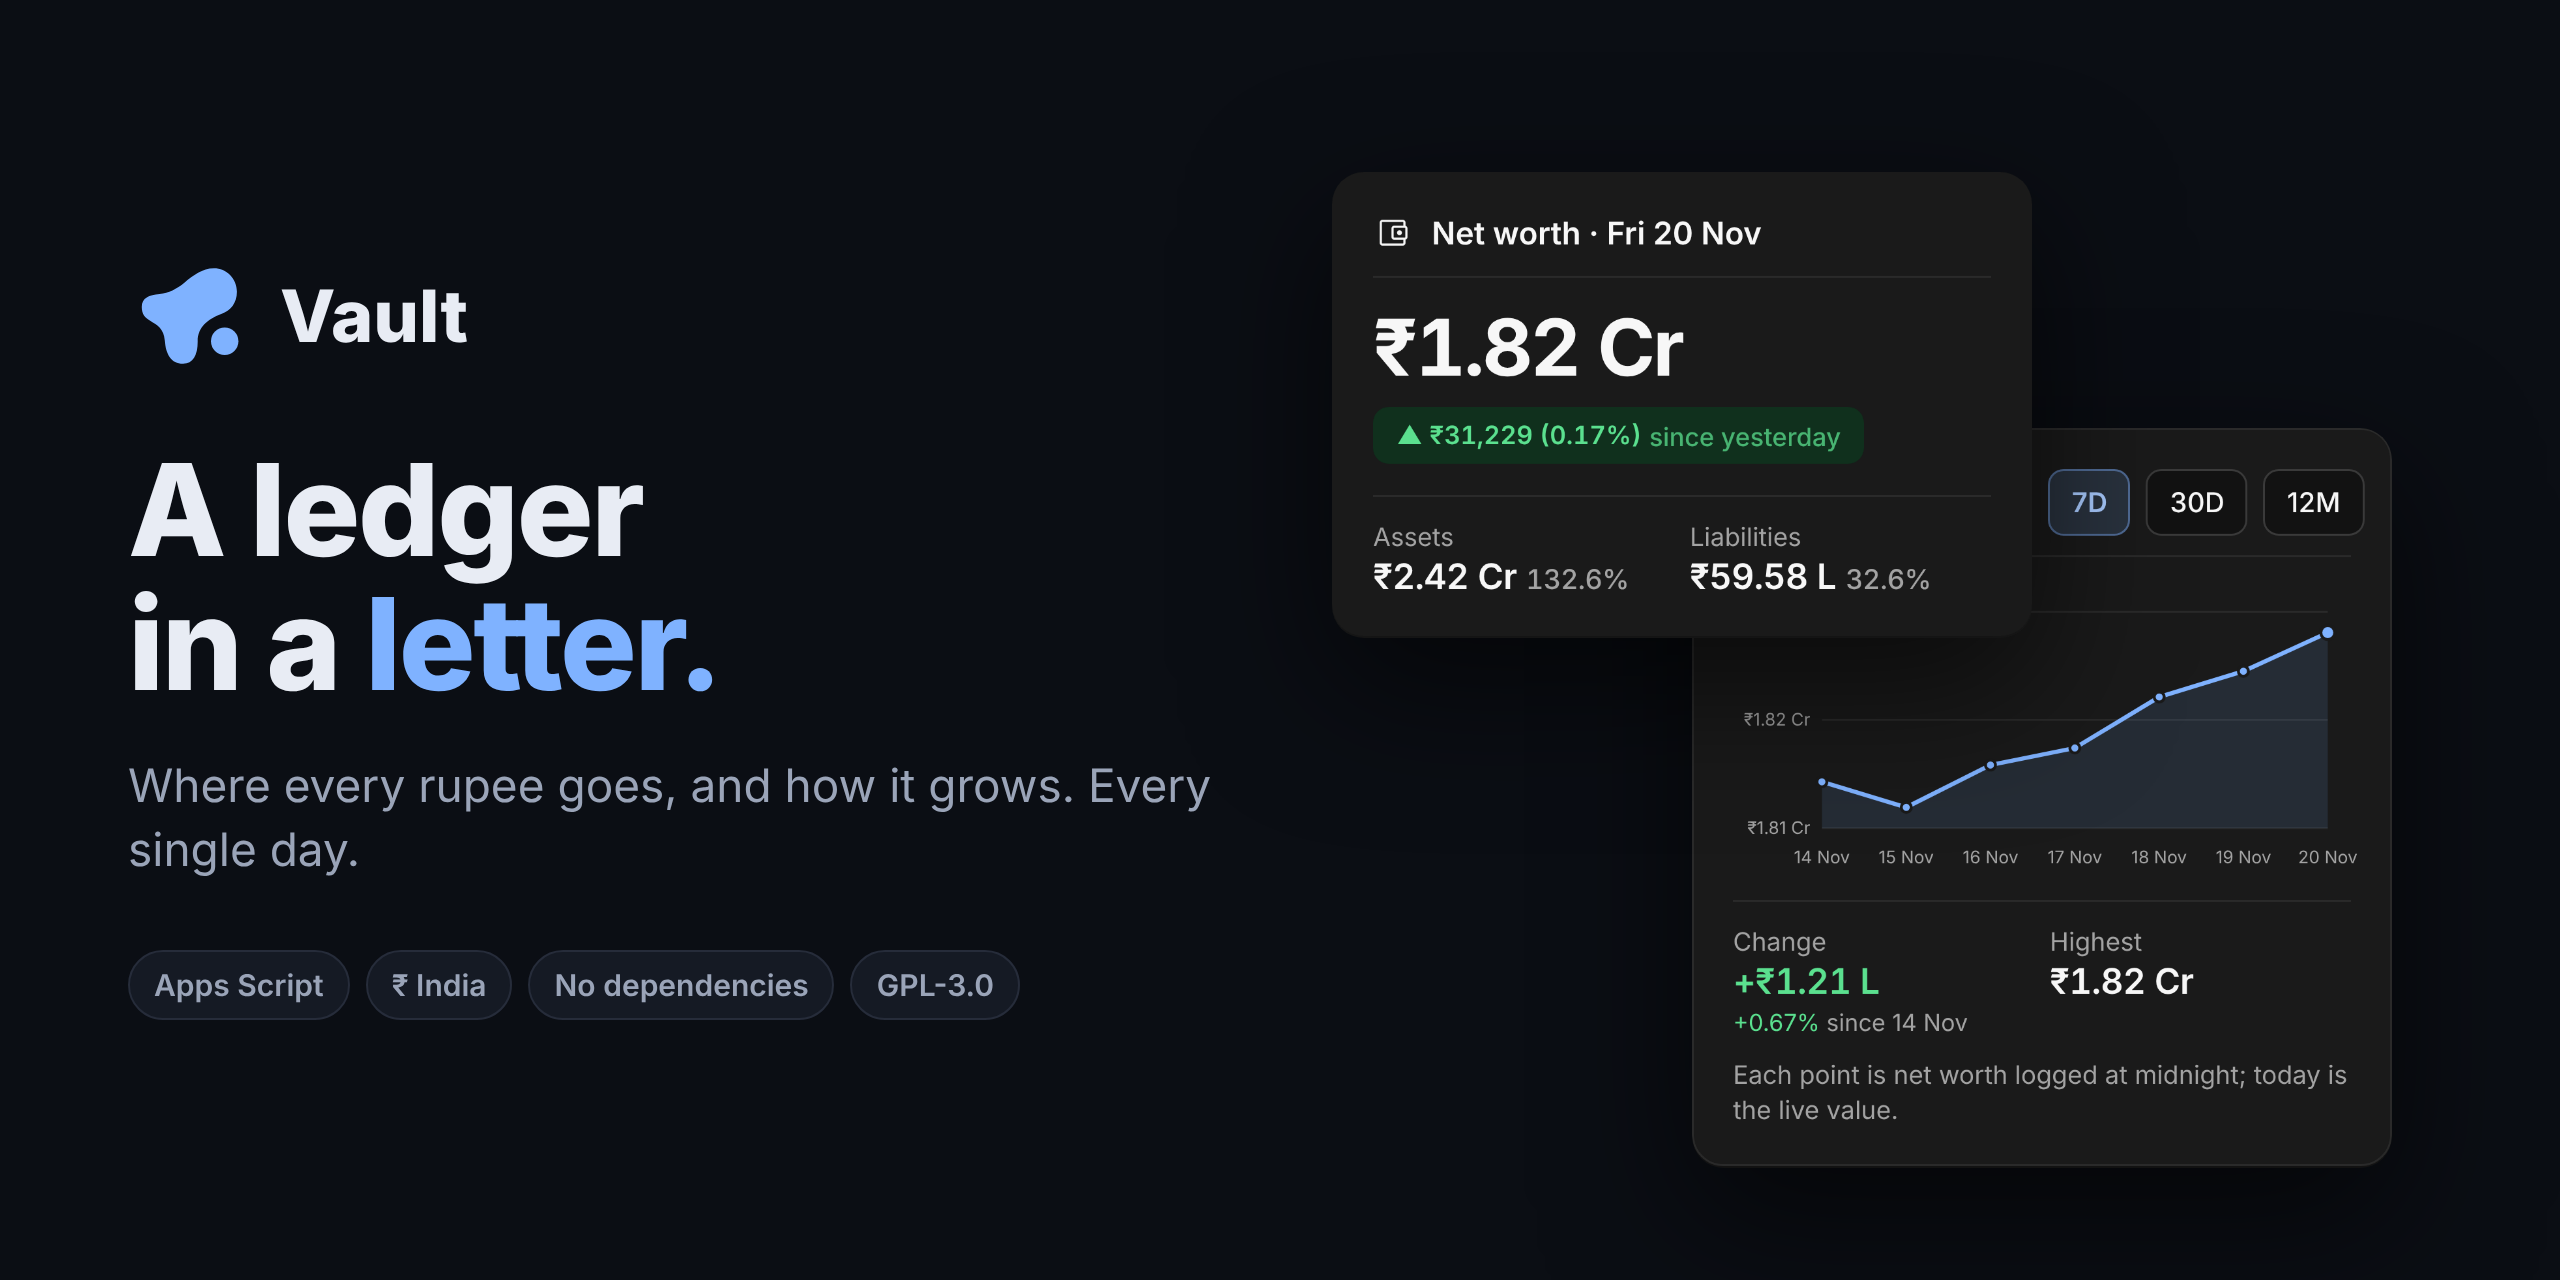 Vault
A ledger
in a letter.
Where every rupee goes, and how it grows. Every
single day.
Apps Script
₹ India
No dependencies
GPL-3.0
Net worth · Fri 20 Nov
₹1.82 Cr
▲ ₹31,229 (0.17%) since yesterday
Assets
₹2.42 Cr 132.6%
Liabilities
₹59.58 L 32.6%
7D
30D
12M
₹1.82 Cr
₹1.81 Cr
14 Nov
15 Nov
16 Nov
17 Nov
18 Nov
19 Nov
20 Nov
Change
+₹1.21 L
+0.67% since 14 Nov
Highest
₹1.82 Cr
Each point is net worth logged at midnight; today is
the live value.